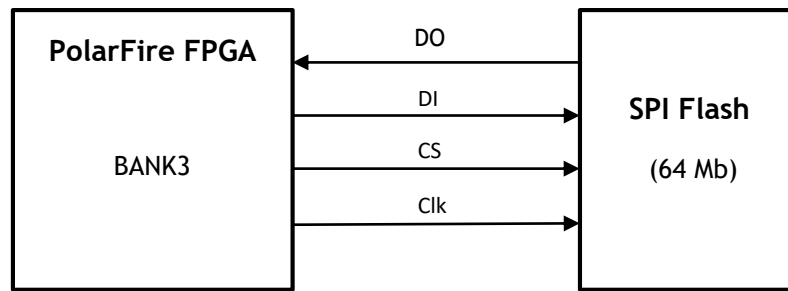 PolarFire FPGA
BANK3
DO
DI
CS
Clk
SPI Flash
(64 Mb)